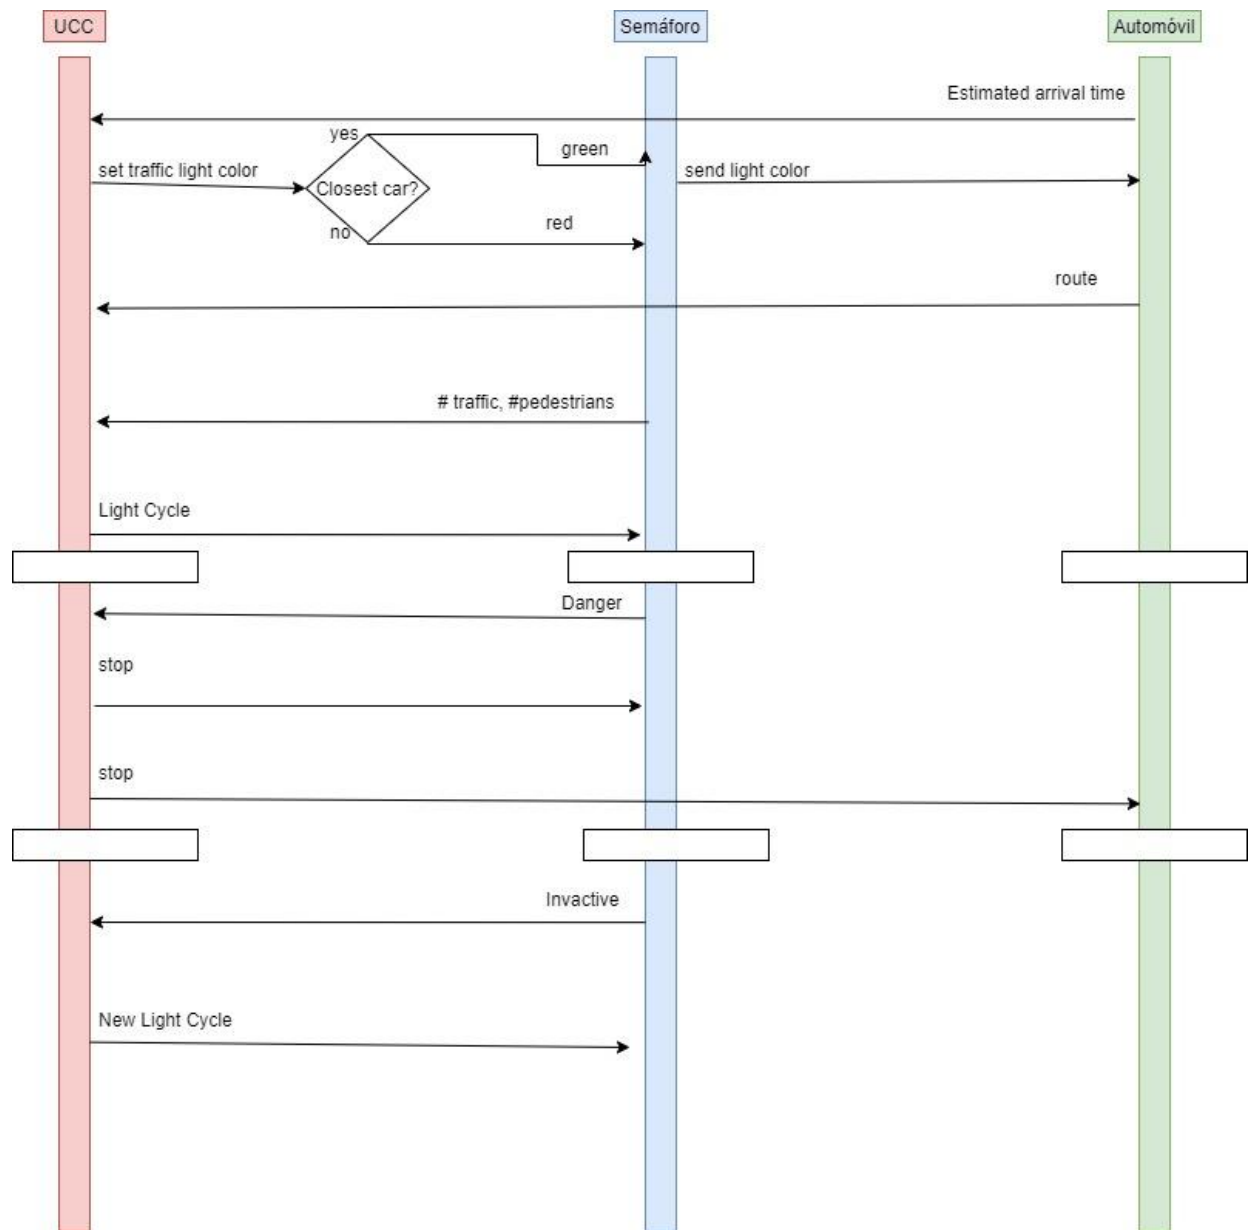 UCC
Semáforo
Automóvil
Estimated arrival time
yes
green
set traffic light color
Closest car?
send light color
no
red
route
# traffic, #pedestrians
Light Cycle
Danger
stop
stop
Invactive
New Light Cycle